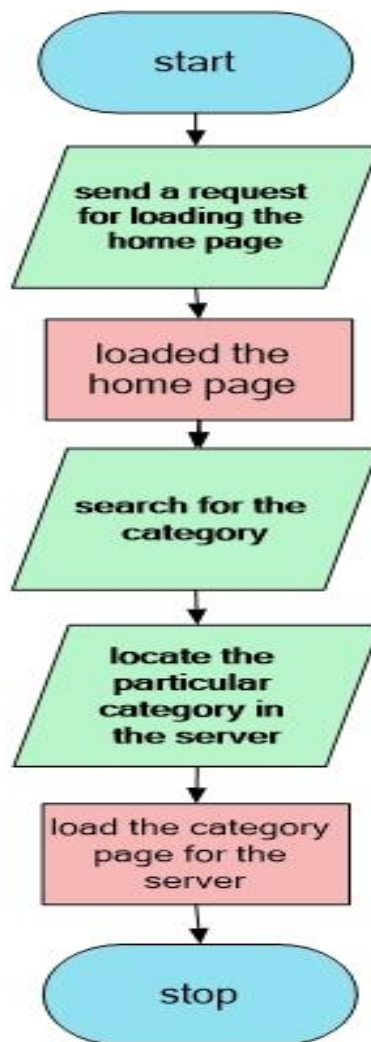 start
send a request
for loading the
home page
loaded the
home page
search for the
category
locate the
particular
category in
the server
load the category
page for the
server
stop